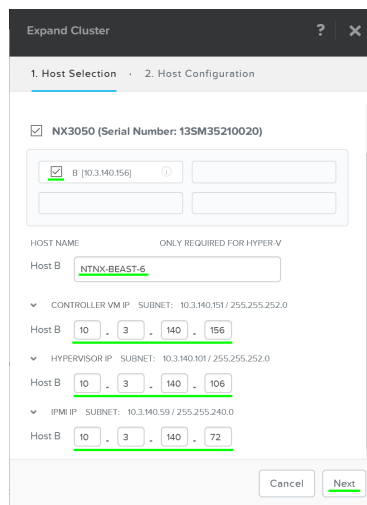 Expand Cluster ? ×
1. Host Selection · 2. Host Configuration
NX3050 (Serial Number: 13SM35210020)
B [10.3.140.156]
HOST NAME ONLY REQUIRED FOR HYPER-V
Host B NTNX-BEAST-6
CONTROLLER VM IP SUBNET: 10.3.140.151 / 255.255.252.0
Host B 10 . 3 . 140 . 156
HYPERVISOR IP SUBNET: 10.3.140.101 / 255.255.252.0
Host B 10 . 3 . 140 . 106
IPMI IP SUBNET: 10.3.140.59 / 255.255.240.0
Host B 10 . 3 . 140 . 72
Cancel Next